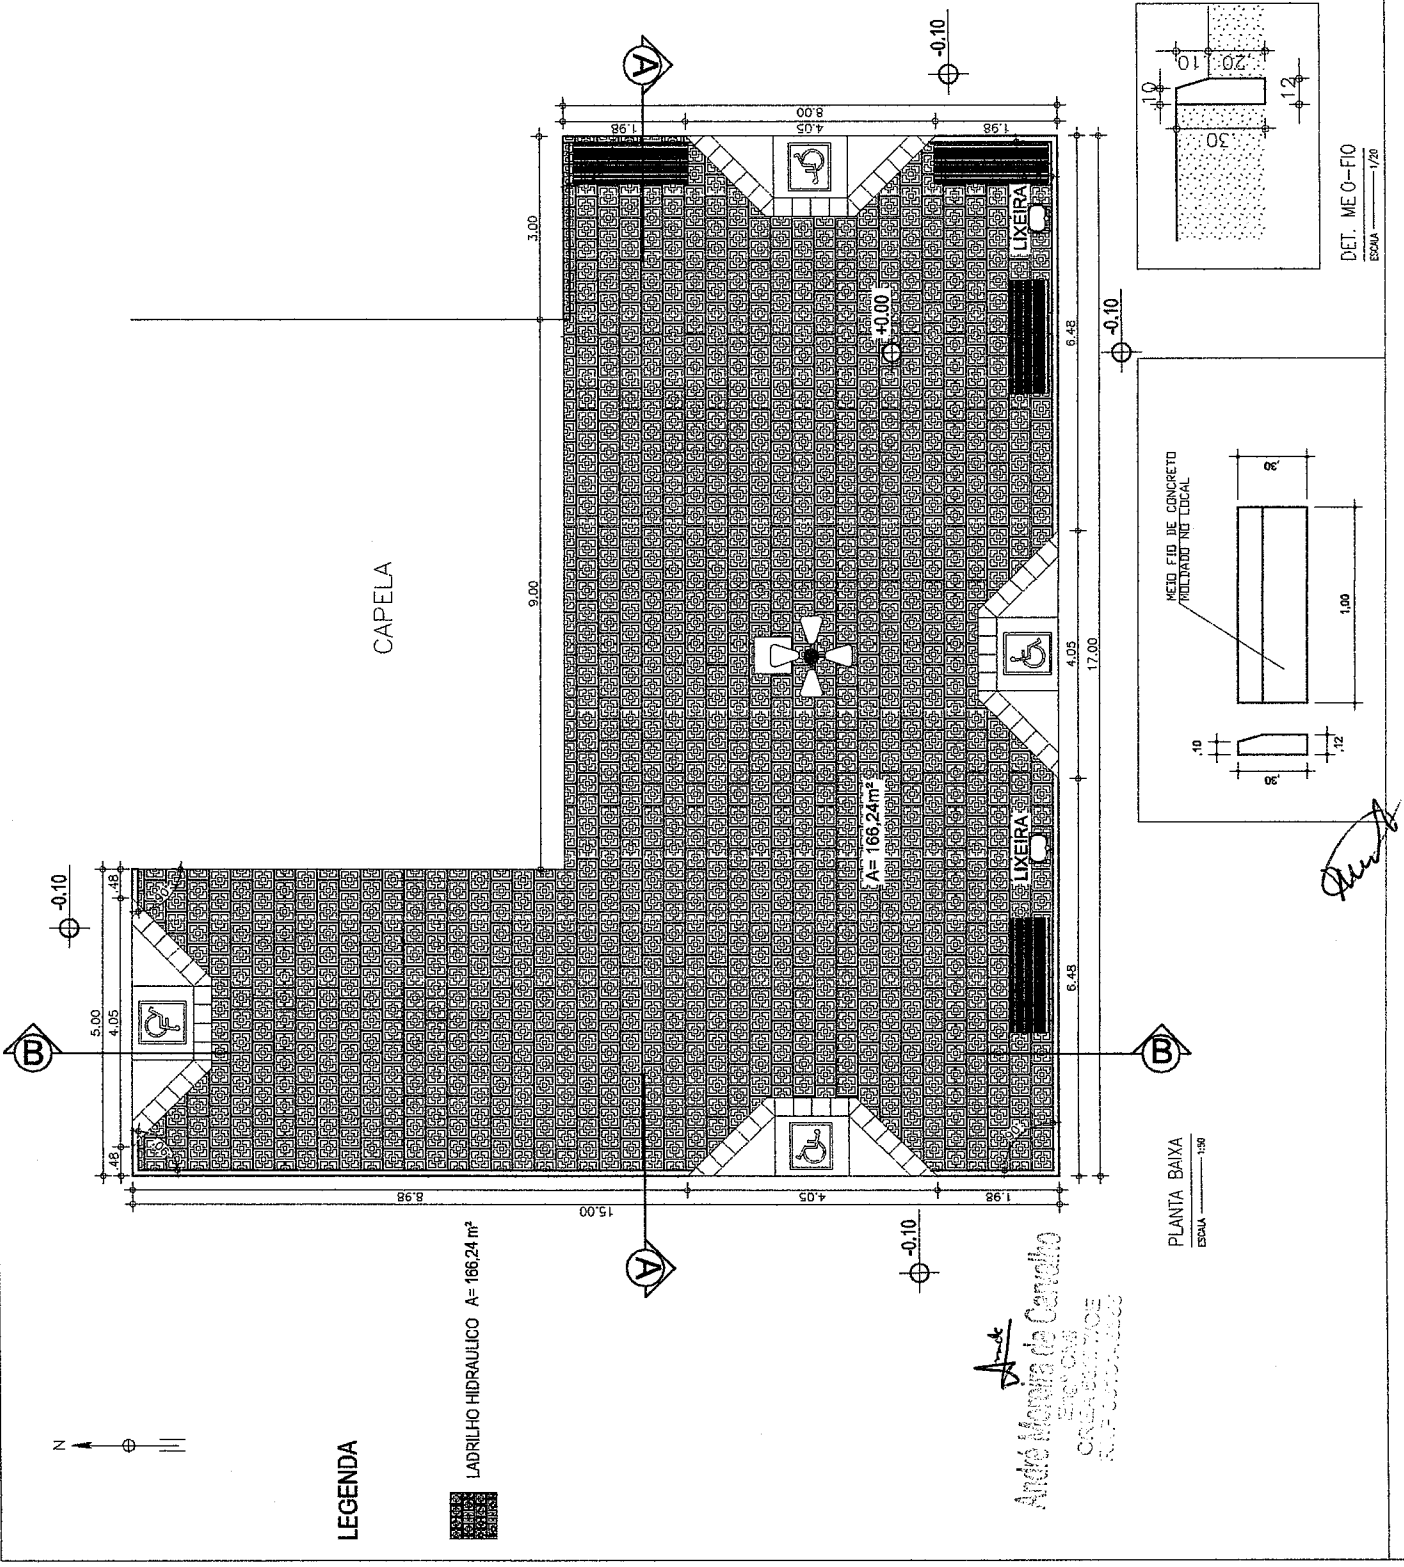 N
LEGENDA
LADRILHO HIDRAULICO A= 166,24 m²
B
-0.10
5.00
.48
4.05
.48
CAPELA
9.00
3.00
A
8.00
1.98
4.05
1.98
-0.10
15.00
8.98
4.05
1.98
A
-0.10
A= 166,24m²
+0.00
LIXEIRA
LIXEIRA
6.48
4.05
6.48
17.00
B
-0.10
PLANTA BAIXA
ESCALA 1:50
André Moreira de Carvalho
Engº Civil
MEIO FIO DE CONCRETO
MOLDADO NO LOCAL
.10
.30
.12
.30
1.00
10
.10
.20
.30
12
DET. ME O-FIO
ESCALA 1/20